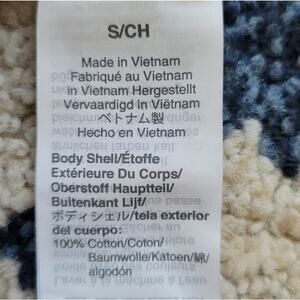 S/CH
Made in Vietnam
Fabriqué au Vietnam
in Vietnam Hergestellt
Vervaardigd in Viëtnam
ベトナム製
Hecho en Vietnam
Body Shell/Étoffe
Extérieure Du Corps/
Oberstoff Hauptteil/
Buitenkant Lijf/
ボディシェル/tela exterior
del cuerpo:
100% Cotton/Coton/
Baumwolle/Katoen/綿/
algodón